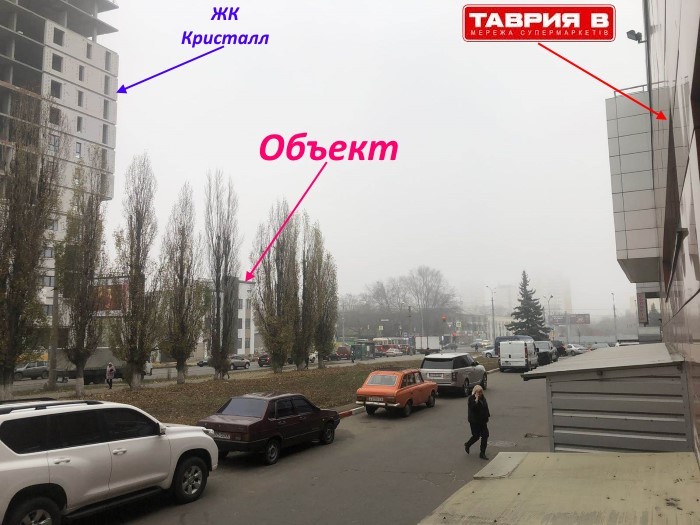 ЖК
Кристалл
ТАВРИЯ В
МЕРЕЖА СУПЕРМАРКЕТІВ
Объект